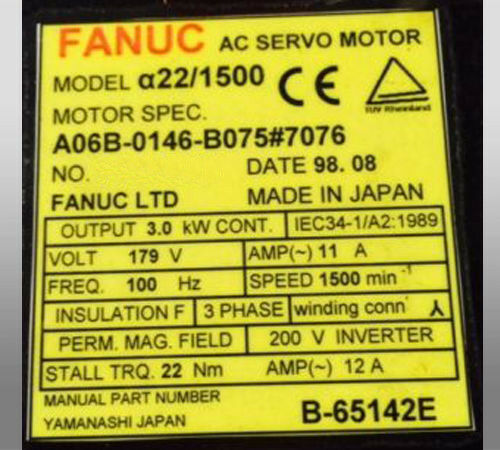 FANUC AC SERVO MOTOR
MODEL α22/1500 CE TUV Rheinland
MOTOR SPEC.
A06B-0146-B075#7076
NO. DATE 98.08
FANUC LTD MADE IN JAPAN
OUTPUT 3.0 kW CONT. IEC34-1/A2:1989
VOLT 179 V AMP(~) 11 A
FREQ. 100 Hz SPEED 1500 min⁻¹
INSULATION F 3 PHASE winding conn'
PERM. MAG. FIELD 200 V INVERTER
STALL TRQ. 22 Nm AMP(~) 12 A
MANUAL PART NUMBER
YAMANASHI JAPAN B-65142E